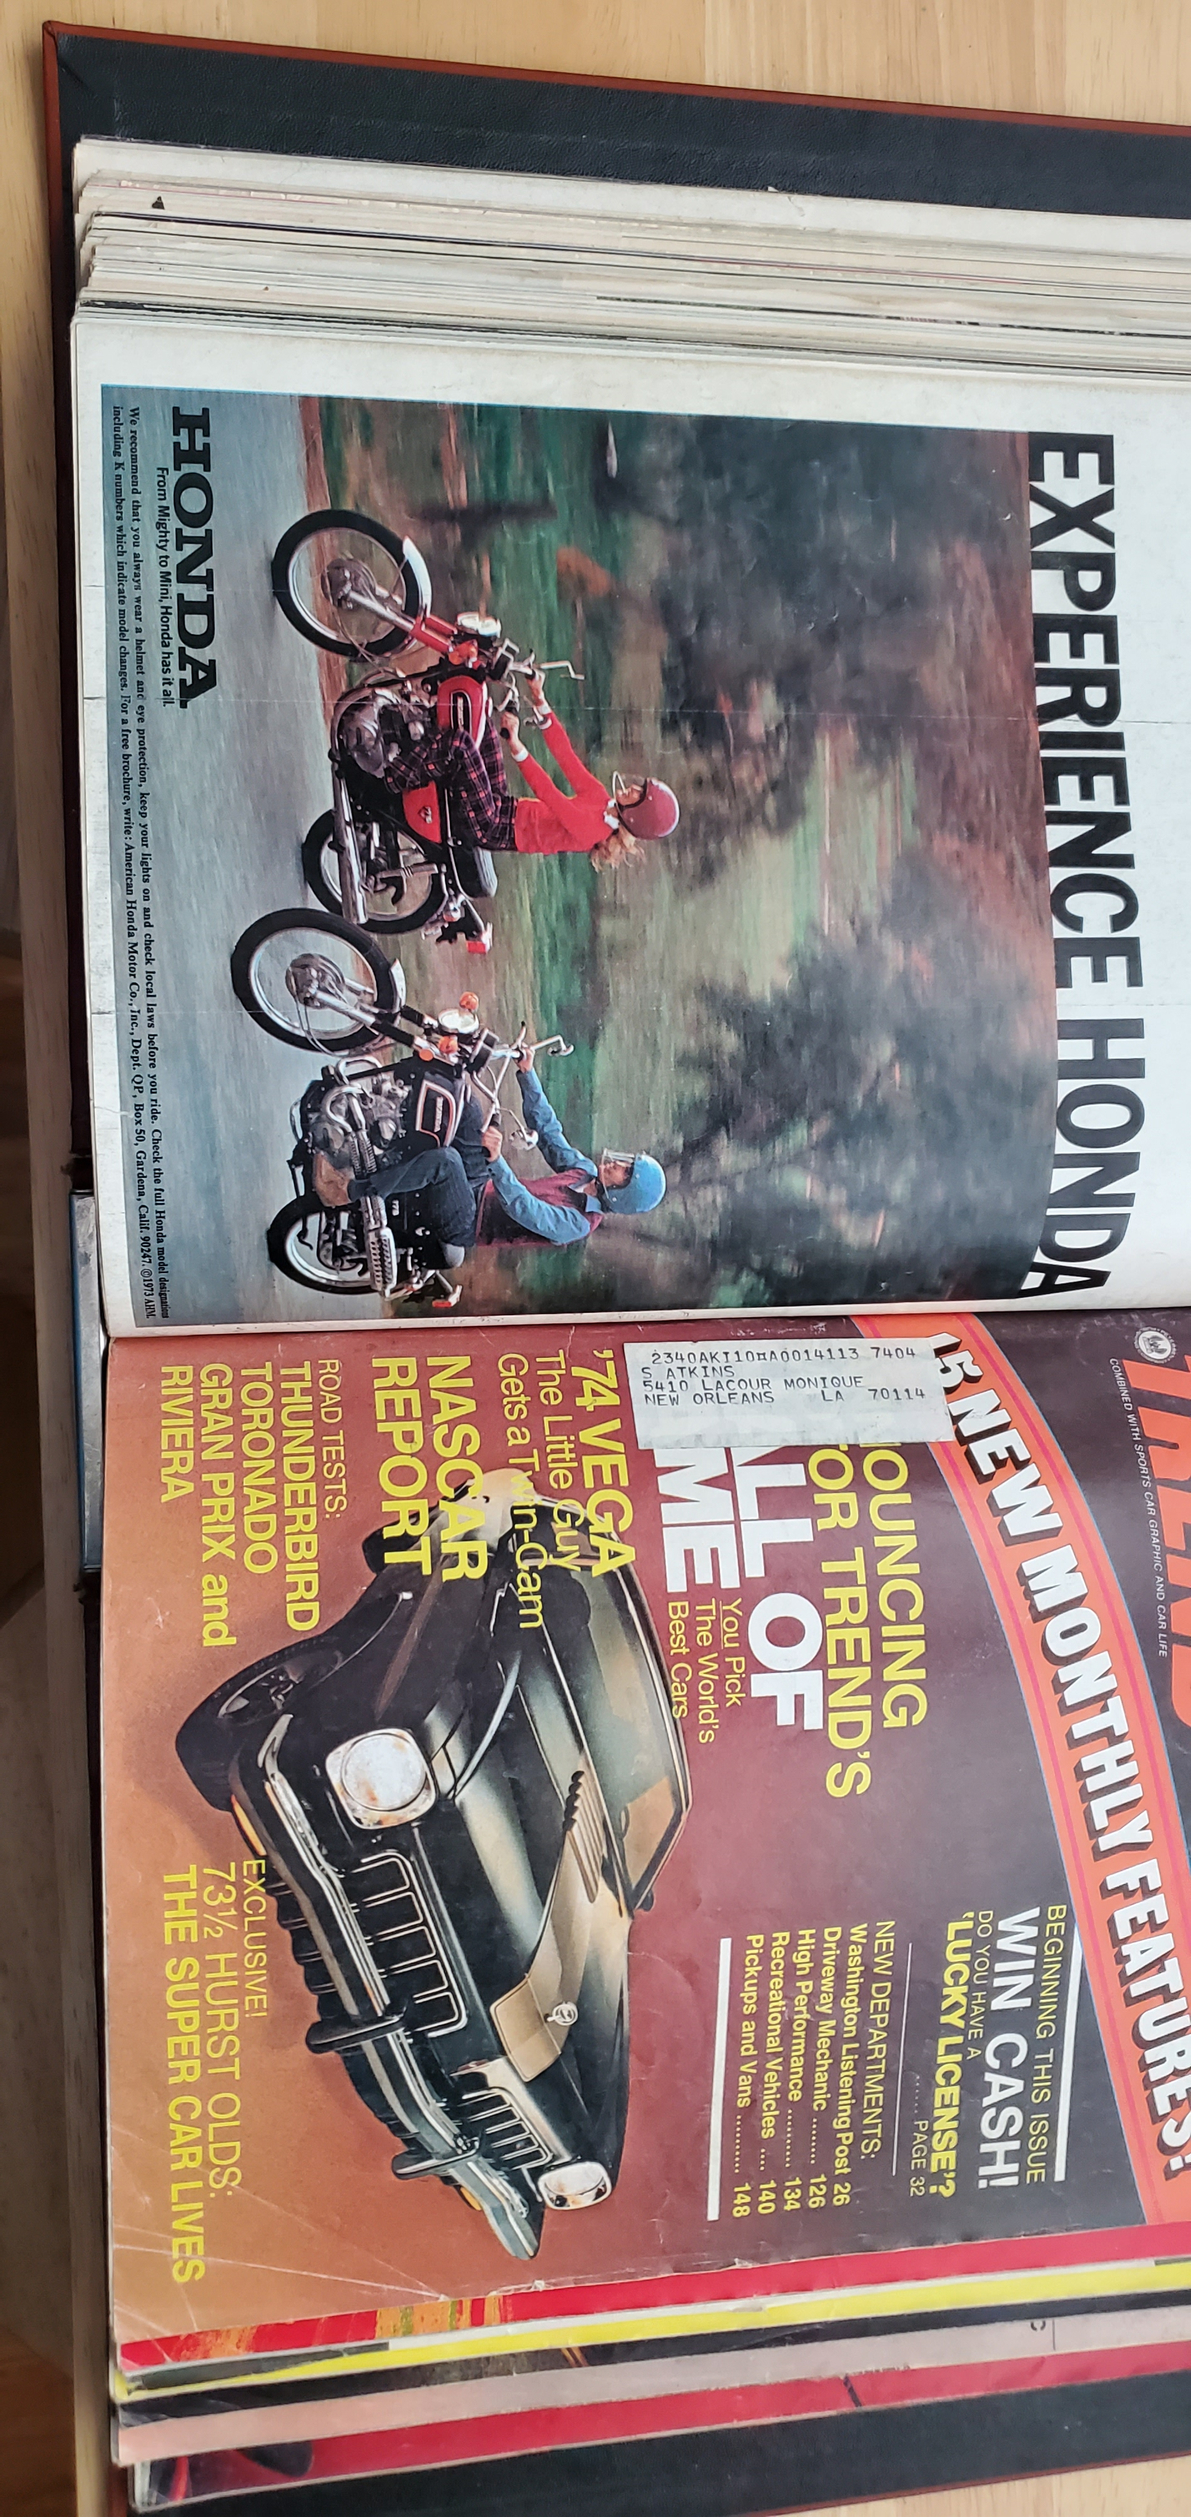 EXPERIENCE HONDA
HONDA
From Mighty to Mini, Honda has it all.
We recommend that you always wear a helmet and eye protection, keep your lights on and check local laws before you ride. Check the full Honda model designations
including K numbers which indicate model changes. For a free brochure, write: American Honda Motor Co., Inc., Dept. QP, Box 50, Gardena, Calif. 90247. ©1973 AHM.
TREND
COMBINED WITH SPORTS CAR GRAPHIC AND CAR LIFE
15 NEW MONTHLY FEATURES!
BEGINNING THIS ISSUE
WIN CASH!
DO YOU HAVE A
'LUCKY LICENSE'?
...... PAGE 32
NEW DEPARTMENTS:
Washington Listening Post 26
Driveway Mechanic ........ 126
High Performance .......... 134
Recreational Vehicles .... 140
Pickups and Vans .......... 148
2340AKI10 A0014113 7404
S ATKINS
5410 LACOUR MONIQUE
NEW ORLEANS LA 70114
OUNCING
OR TREND'S
ALL OF
ME
You Pick
The World's
Best Cars
'74 VEGA
The Little Guy
Gets a Twin-Cam
NASCAR
REPORT
ROAD TESTS:
THUNDERBIRD
TORONADO
GRAN PRIX and
RIVIERA
EXCLUSIVE!
73½ HURST OLDS:
THE SUPER CAR LIVES